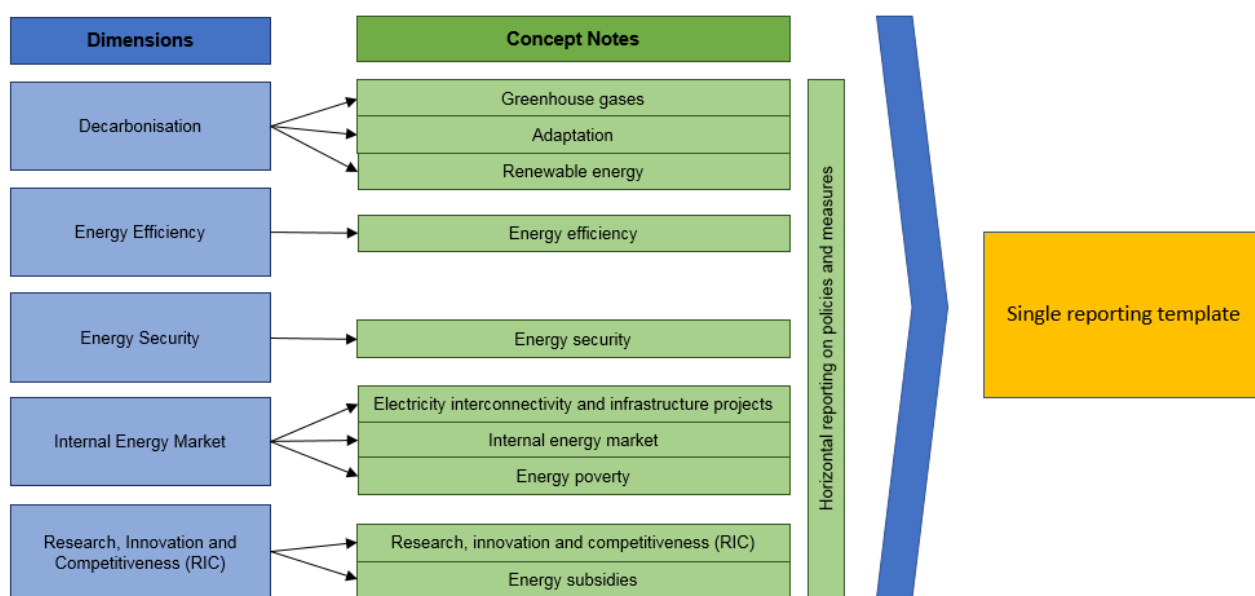 Dimensions
Concept Notes
Decarbonisation
Greenhouse gases
Adaptation
Renewable energy
Energy Efficiency
Energy efficiency
Energy Security
Energy security
Internal Energy Market
Electricity interconnectivity and infrastructure projects
Internal energy market
Energy poverty
Research, Innovation and
Competitiveness (RIC)
Research, innovation and competitiveness (RIC)
Energy subsidies
Horizontal reporting on policies and measures
Single reporting template